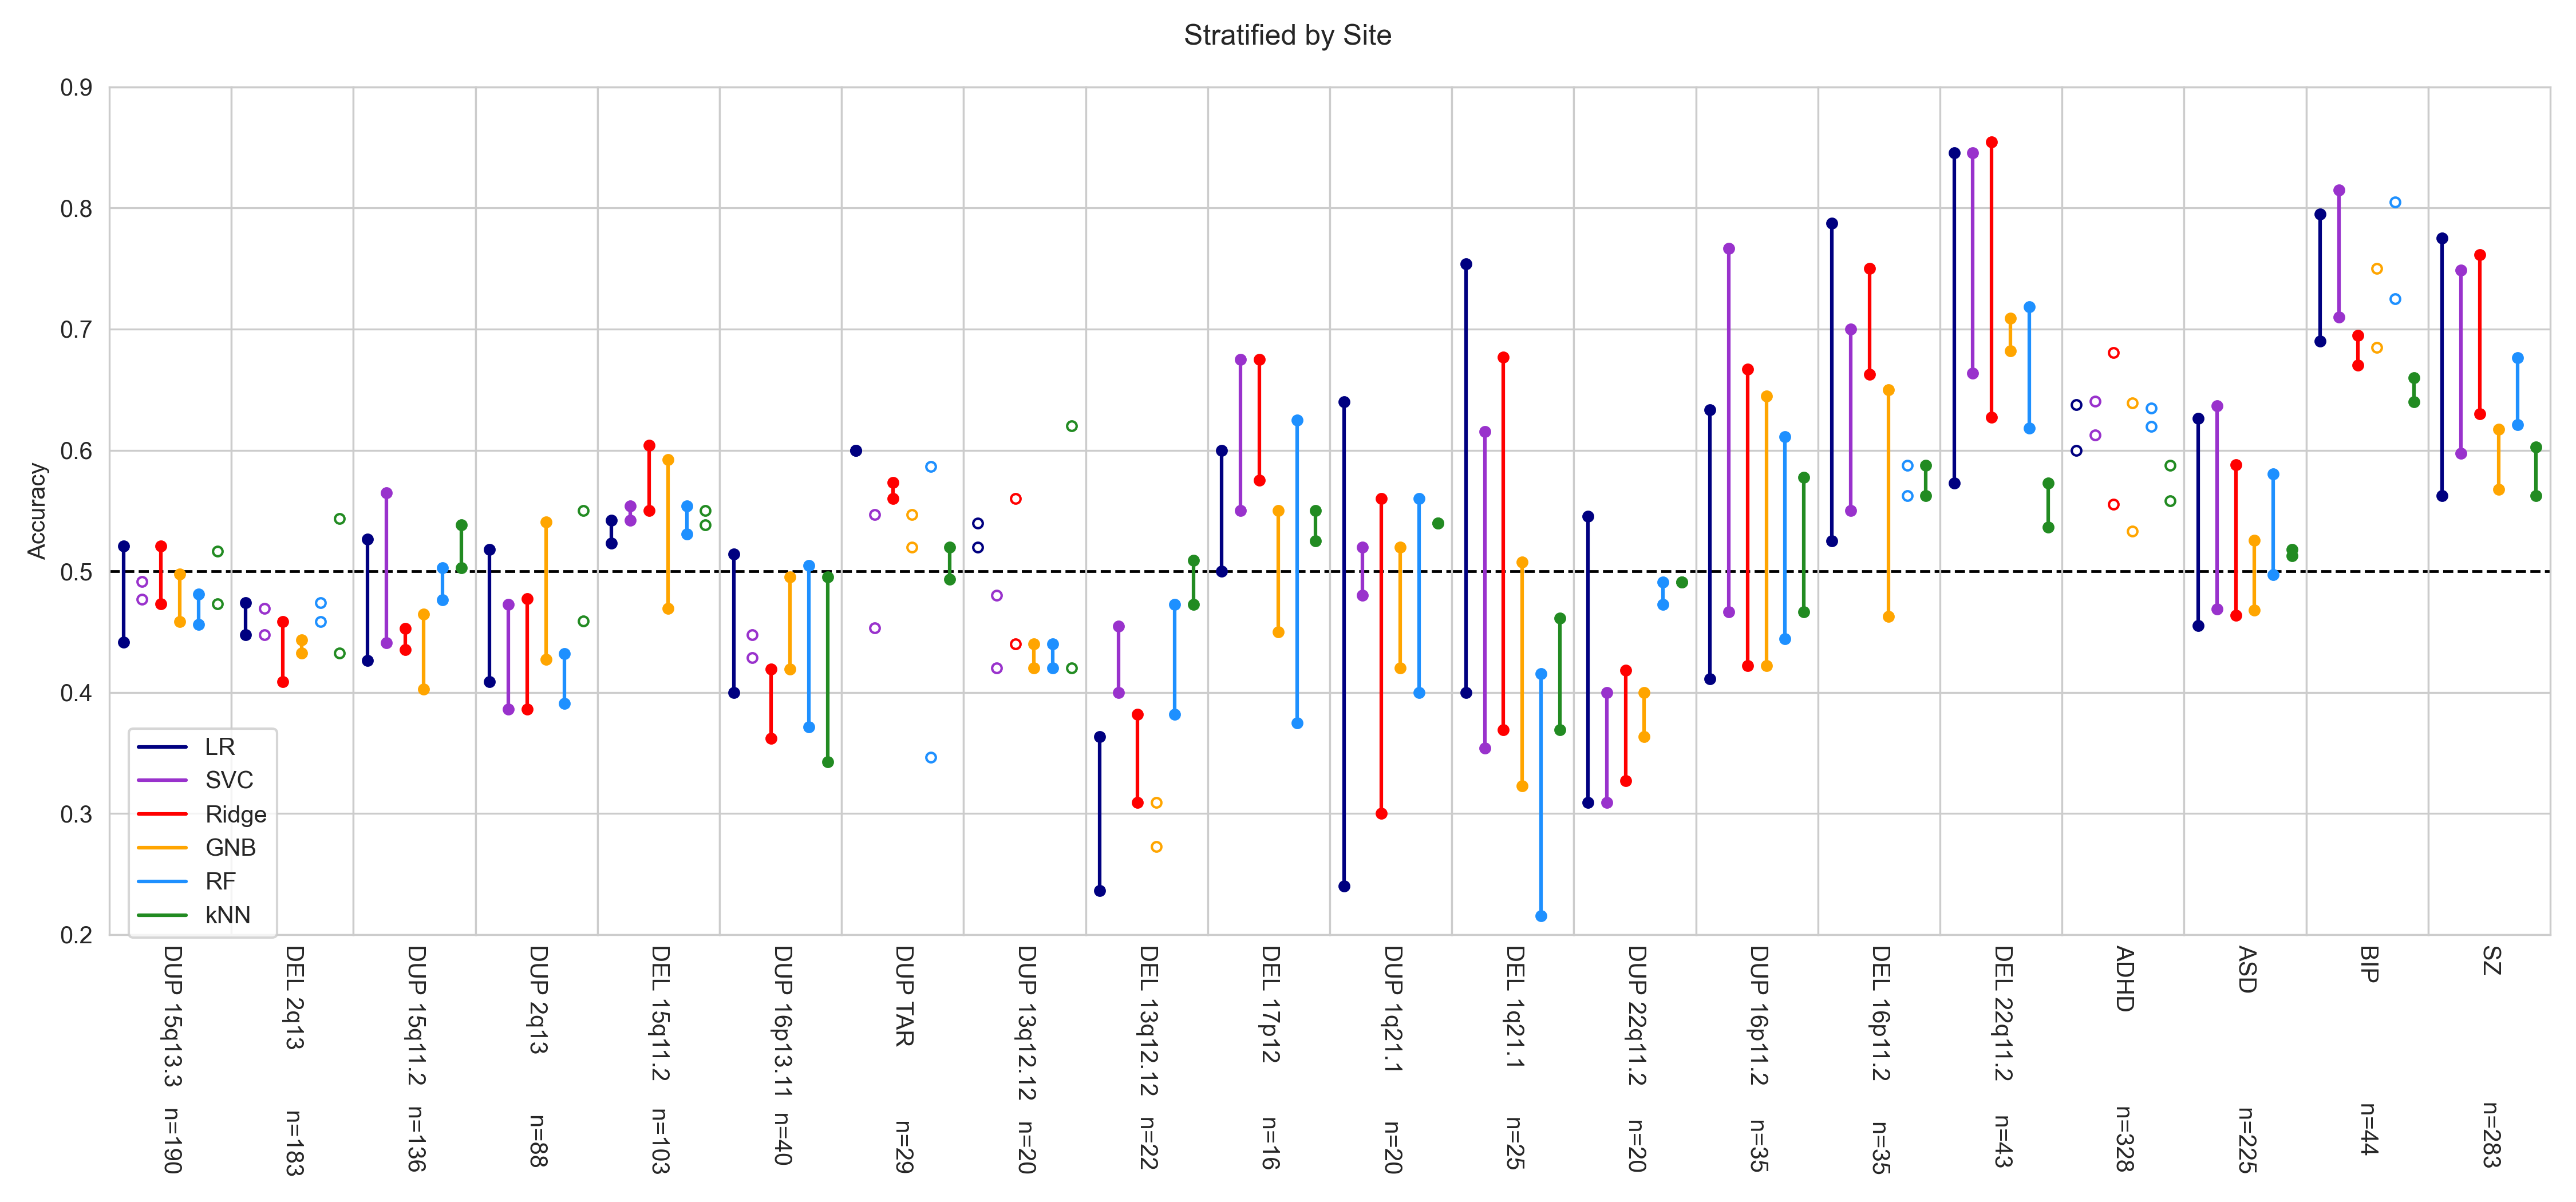 Stratified by Site
Accuracy
0.9
0.8
0.7
0.6
0.5
0.4
0.3
0.2
LR
SVC
Ridge
GNB
RF
kNN
DUP 15q13.3 n=190
DEL 2q13 n=183
DUP 15q11.2 n=136
DUP 2q13 n=88
DEL 15q11.2 n=103
DUP 16p13.11 n=40
DUP TAR n=29
DUP 13q12.12 n=20
DEL 13q12.12 n=22
DEL 17p12 n=16
DUP 1q21.1 n=20
DEL 1q21.1 n=25
DUP 22q11.2 n=20
DUP 16p11.2 n=35
DEL 16p11.2 n=35
DEL 22q11.2 n=43
ADHD n=328
ASD n=225
BIP n=44
SZ n=283